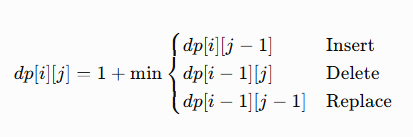 dp[i][j − 1] Insert
dp[i][j] = 1 + min { dp[i − 1][j] Delete
dp[i − 1][j − 1] Replace